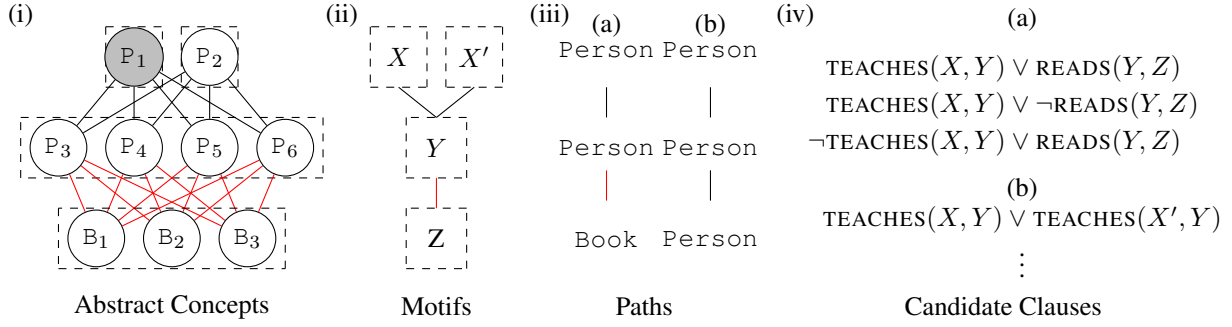 (i)
P1 P2
P3 P4 P5 P6
B1 B2 B3
Abstract Concepts
(ii)
X X′
Y
Z
Motifs
(iii)
(a) (b)
Person Person
Person Person
Book Person
Paths
(iv)
(a)
TEACHES(X, Y) ∨ READS(Y, Z)
TEACHES(X, Y) ∨ ¬READS(Y, Z)
¬TEACHES(X, Y) ∨ READS(Y, Z)
(b)
TEACHES(X, Y) ∨ TEACHES(X′, Y)
⋮
Candidate Clauses